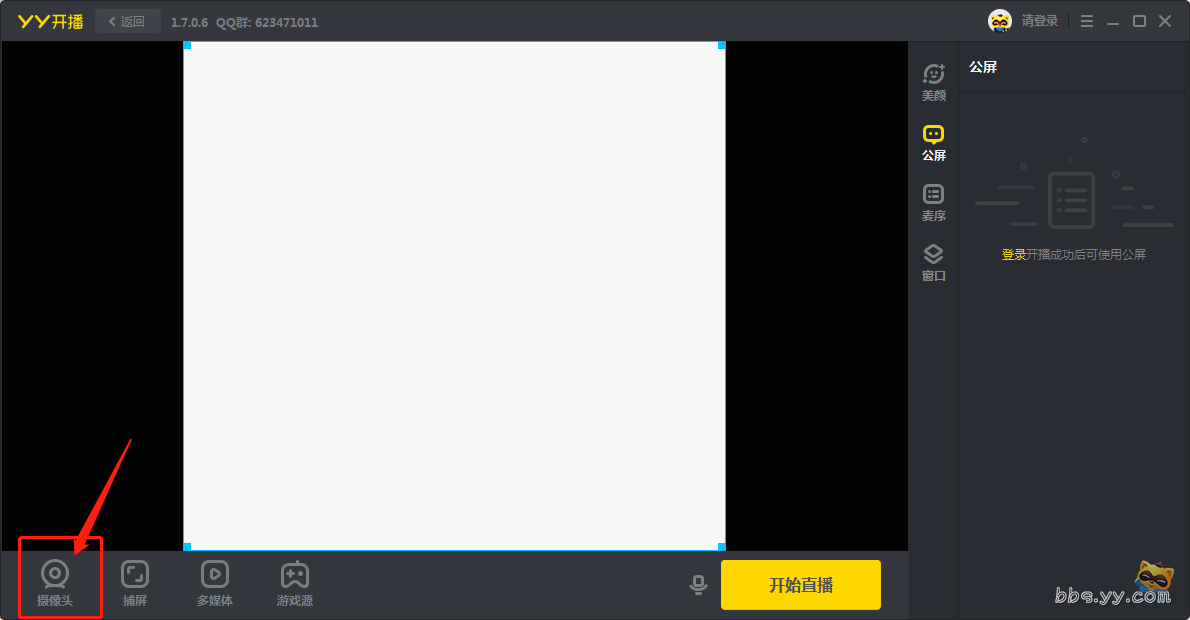 YY开播
返回
1.7.0.6 QQ群: 623471011
请登录
美颜
公屏
麦序
窗口
公屏
登录开播成功后可使用公屏
摄像头
捕屏
多媒体
游戏源
开始直播
bbs.yy.com